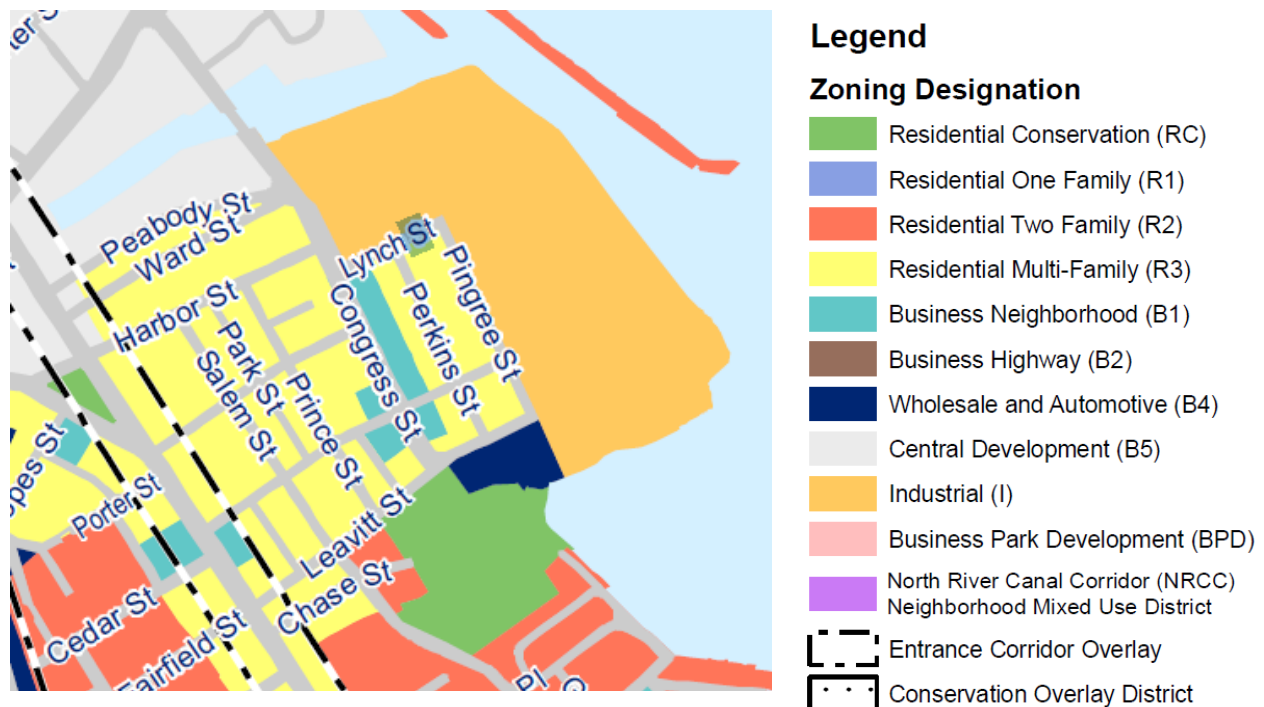 ter S
Legend
Zoning Designation
Residential Conservation (RC)
Residential One Family (R1)
Residential Two Family (R2)
Residential Multi-Family (R3)
Business Neighborhood (B1)
Business Highway (B2)
Wholesale and Automotive (B4)
Central Development (B5)
Industrial (I)
Business Park Development (BPD)
North River Canal Corridor (NRCC)
Neighborhood Mixed Use District
Entrance Corridor Overlay
Conservation Overlay District
Peabody St
Ward St
Lynch St
Harbor St
Congress St
Perkins St
Pingree St
Park St
Salem St
Prince St
pes St
Porter St
Leavitt St
Chase St
Cedar St
Fairfield St
Pl